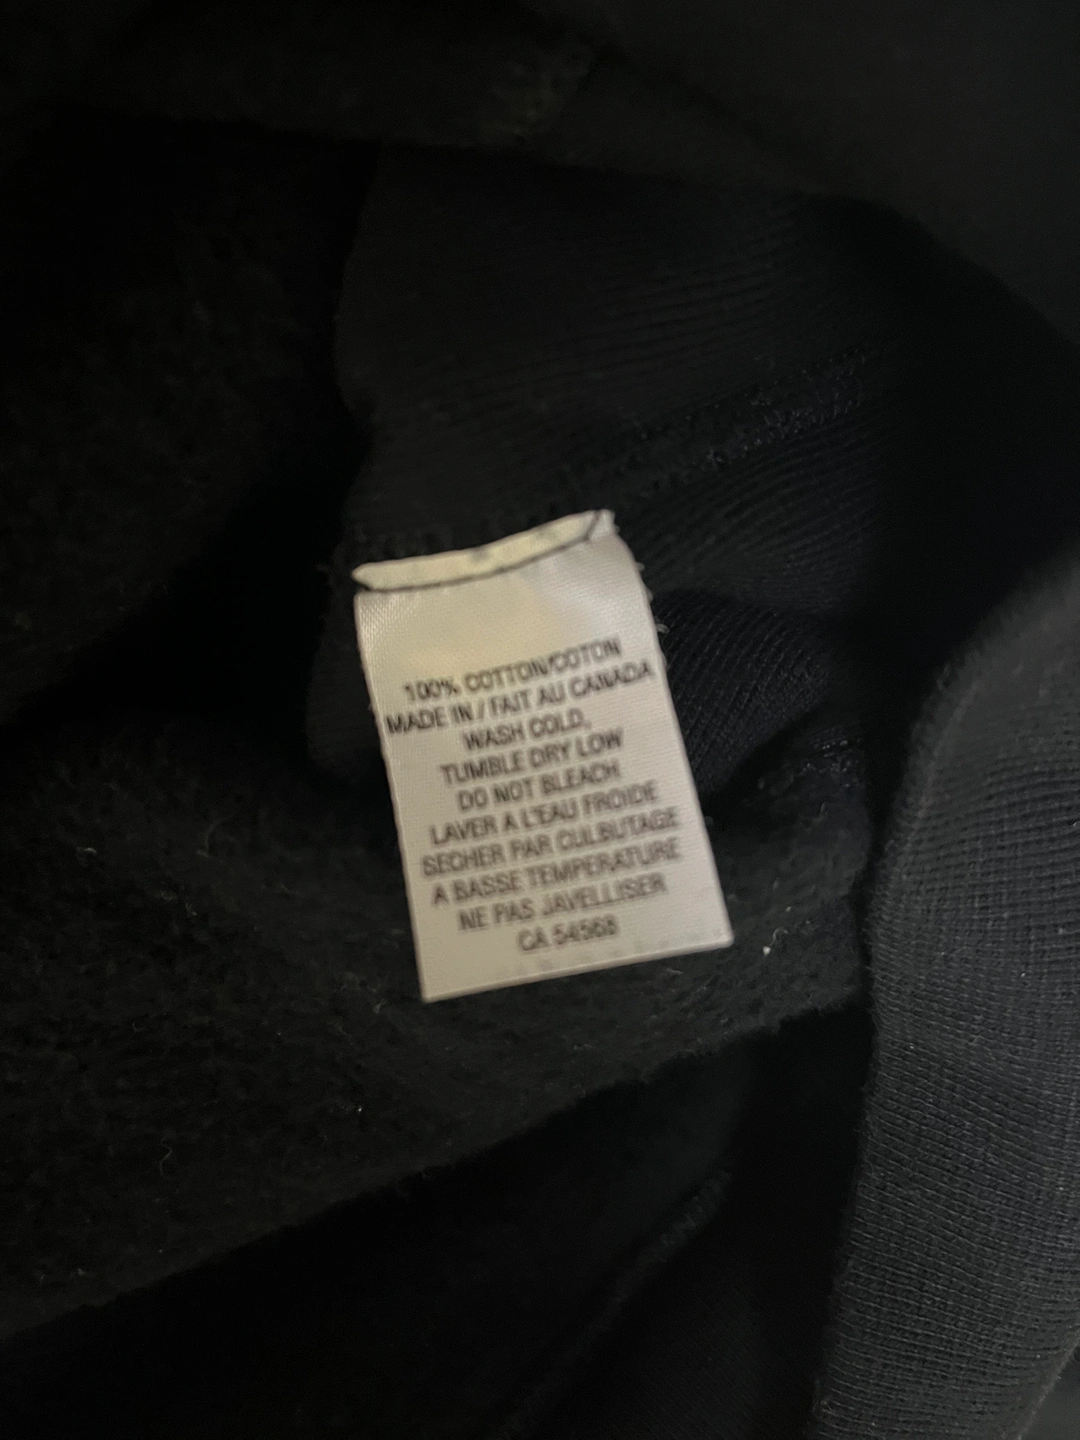 100% COTTON/COTON
MADE IN / FAIT AU CANADA
WASH COLD,
TUMBLE DRY LOW
DO NOT BLEACH
LAVER A L'EAU FROIDE
SECHER PAR CULBUTAGE
A BASSE TEMPERATURE
NE PAS JAVELLISER
CA 54568